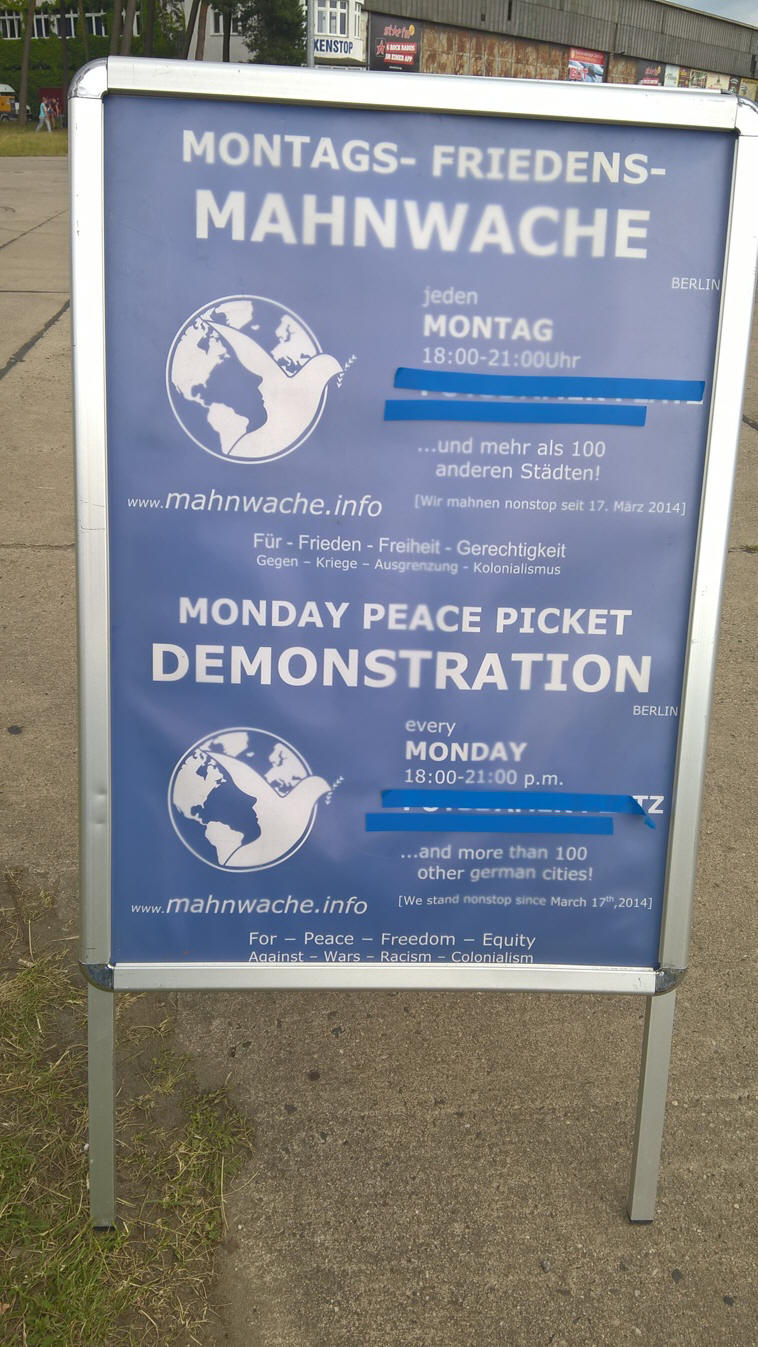 KENSTOP
MONTAGS- FRIEDENS-
MAHNWACHE
BERLIN
jeden
MONTAG
18:00-21:00Uhr
...und mehr als 100
anderen Städten!
www.mahnwache.info
[Wir mahnen nonstop seit 17. März 2014]
Für - Frieden - Freiheit - Gerechtigkeit
Gegen – Kriege – Ausgrenzung - Kolonialismus
MONDAY PEACE PICKET
DEMONSTRATION
BERLIN
every
MONDAY
18:00-21:00 p.m.
TZ
...and more than 100
other german cities!
www.mahnwache.info
[We stand nonstop since March 17th,2014]
For – Peace – Freedom – Equity
Against – Wars – Racism – Colonialism